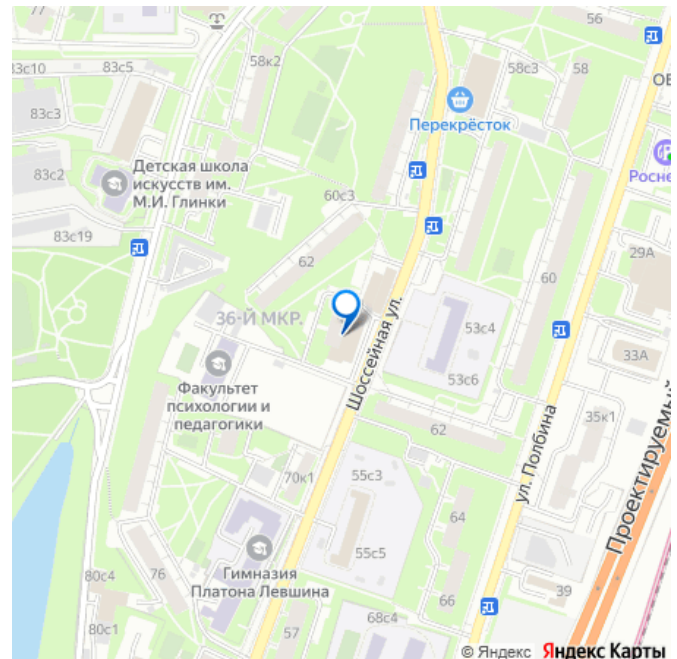 77
56
83с10
83с5
58к2
58с3
58
83с3
Перекрёсток
Детская школа
искусств им.
М.И. Глинки
83с2
60с3
83с19
29А
62
60
36-Й МКР.
Шоссейная ул.
53с4
33А
53с6
Факультет
психологии и
педагогики
ул. Полбина
Проектируемый
35к1
62
70к1
55с3
64
55с5
Гимназия
Платона Левшина
76
80с4
39
66
68с4
80с1
57
© Яндекс Яндекс Карты